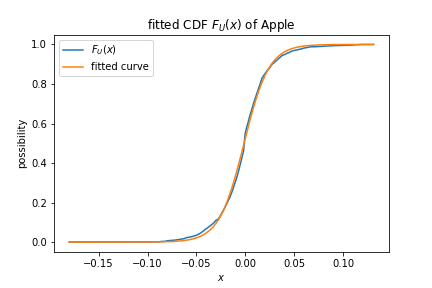 fitted CDF F_U(x) of Apple
1.0
F_U(x)
fitted curve
0.8
0.6
possibility
0.4
0.2
0.0
−0.15 −0.10 −0.05 0.00 0.05 0.10
x